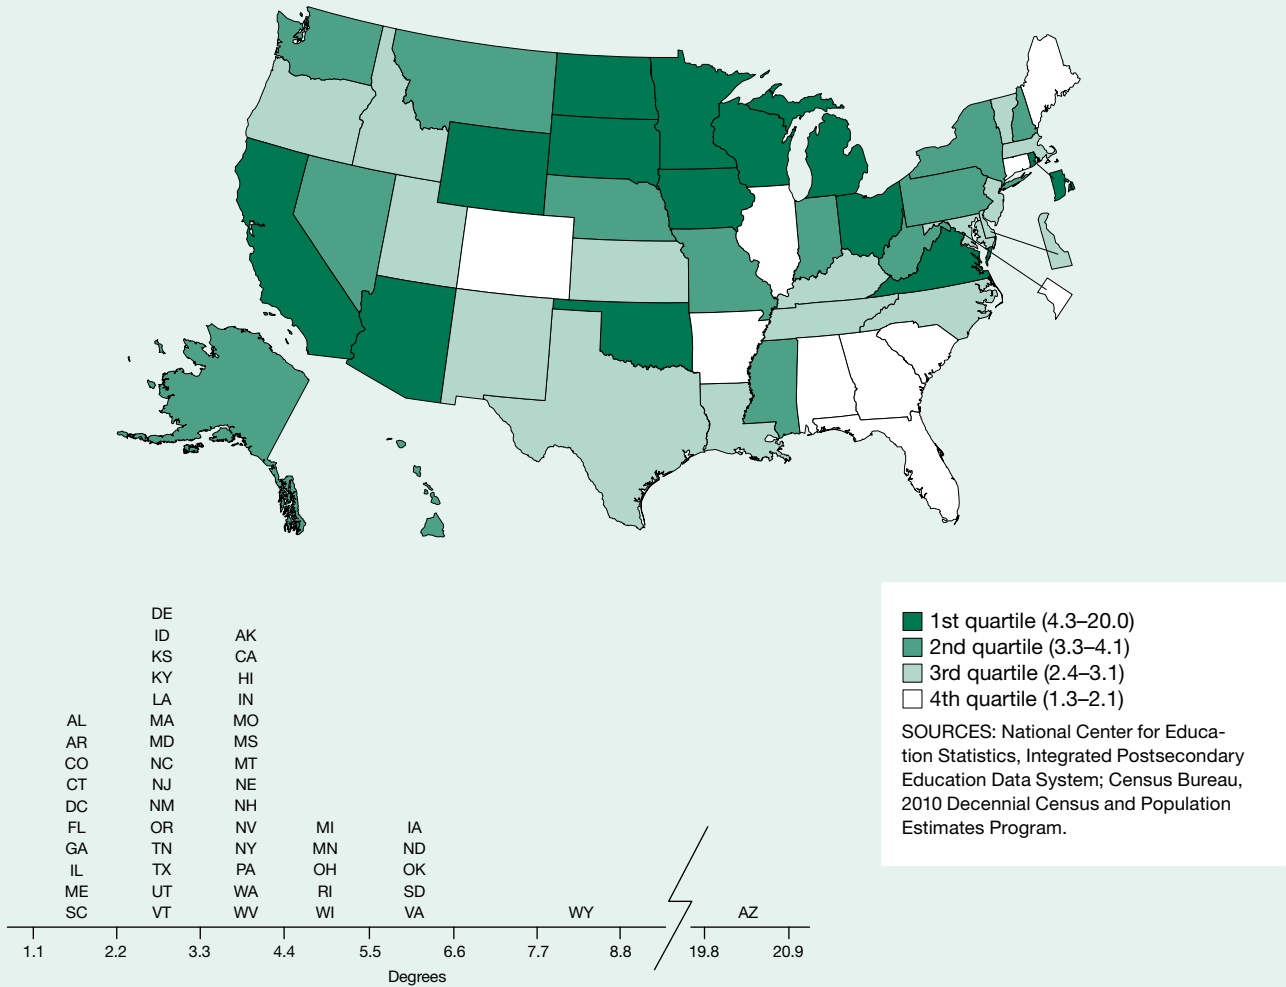 1st quartile (4.3–20.0)
2nd quartile (3.3–4.1)
3rd quartile (2.4–3.1)
4th quartile (1.3–2.1)
SOURCES: National Center for Educa-
tion Statistics, Integrated Postsecondary
Education Data System; Census Bureau,
2010 Decennial Census and Population
Estimates Program.
DE
ID AK
KS CA
KY HI
LA IN
AL MA MO
AR MD MS
CO NC MT
CT NJ NE
DC NM NH
FL OR NV MI IA
GA TN NY MN ND
IL TX PA OH OK
ME UT WA RI SD
SC VT WV WI VA WY AZ
1.1 2.2 3.3 4.4 5.5 6.6 7.7 8.8 19.8 20.9
Degrees